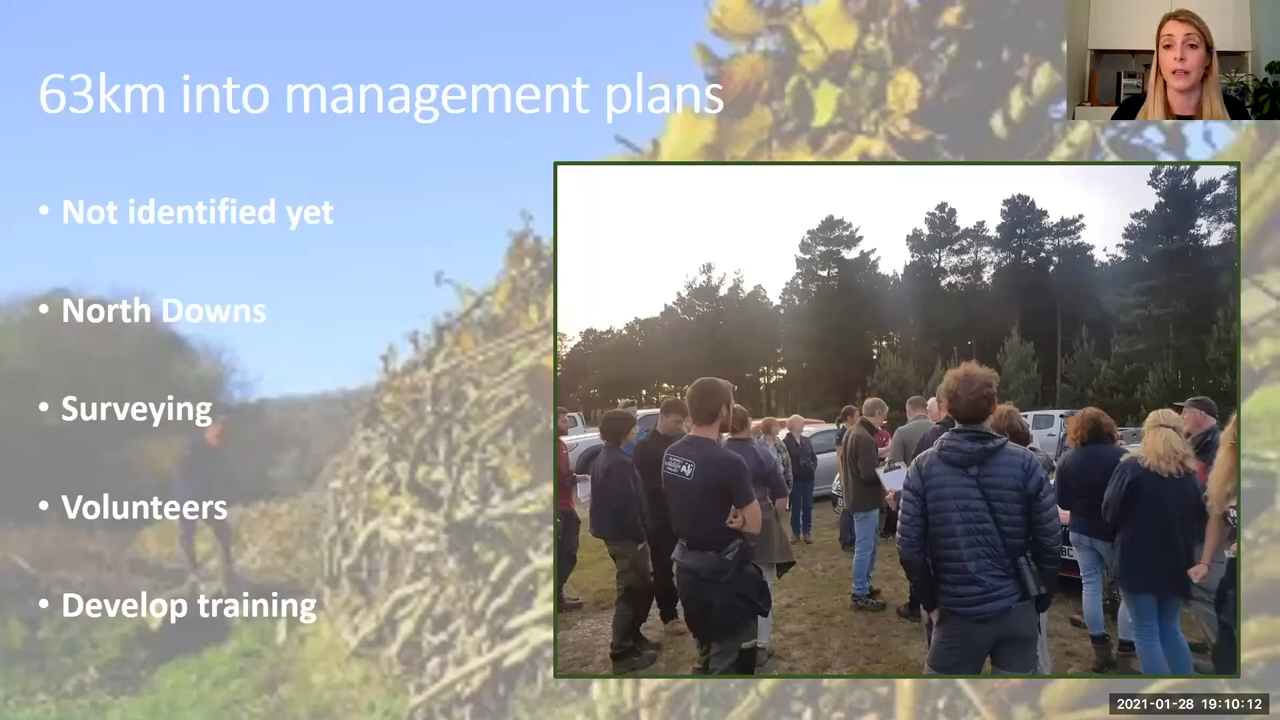 63km into management plans
• Not identified yet
• North Downs
• Surveying
• Volunteers
• Develop training
2021-01-28 19:10:12